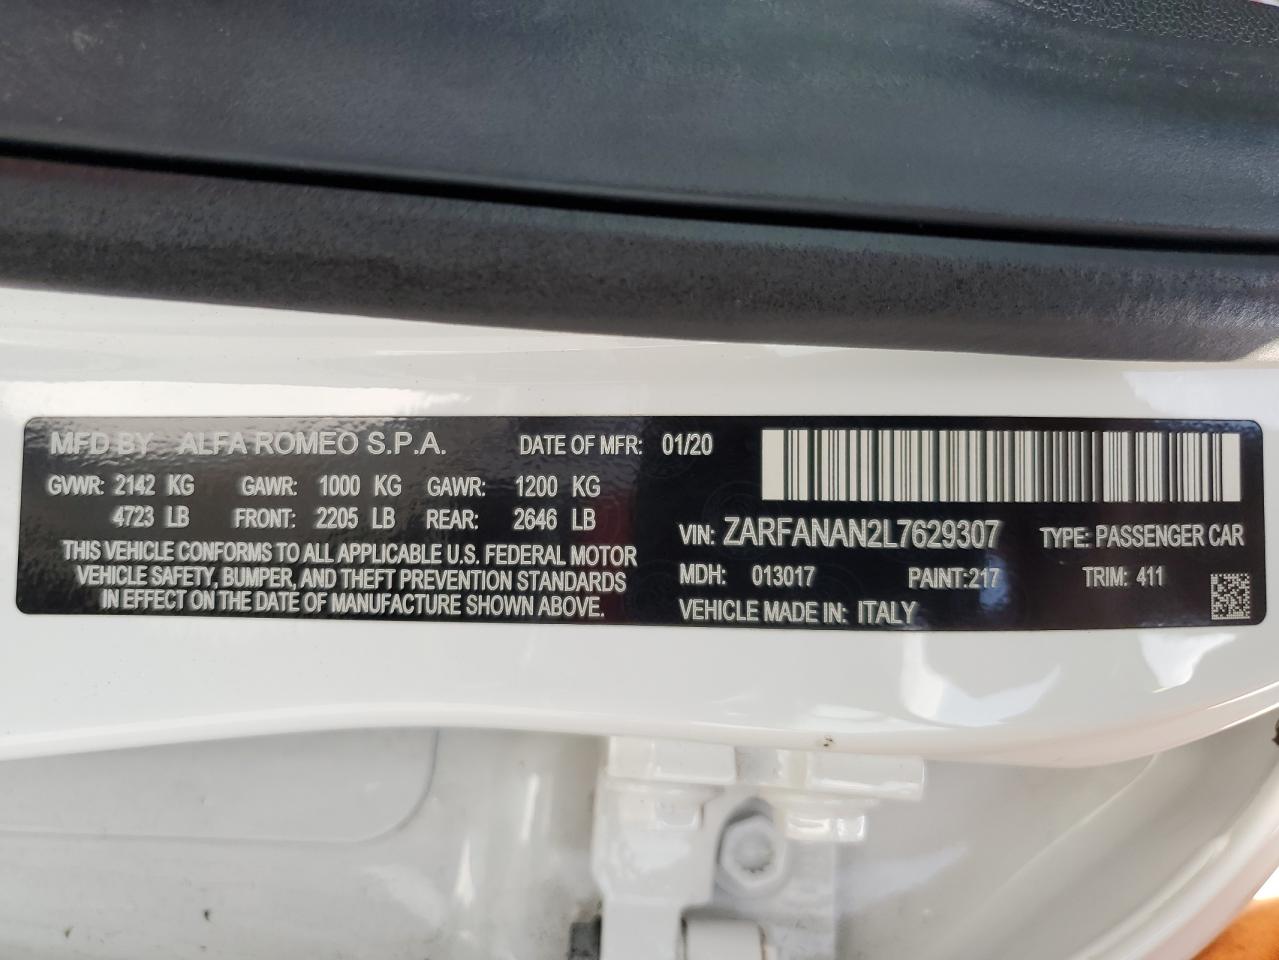 MFD BY ALFA ROMEO S.P.A. DATE OF MFR: 01/20
GVWR: 2142 KG GAWR: 1000 KG GAWR: 1200 KG
4723 LB FRONT: 2205 LB REAR: 2646 LB
THIS VEHICLE CONFORMS TO ALL APPLICABLE U.S. FEDERAL MOTOR
VEHICLE SAFETY, BUMPER, AND THEFT PREVENTION STANDARDS
IN EFFECT ON THE DATE OF MANUFACTURE SHOWN ABOVE.
VIN: ZARFANAN2L7629307 TYPE: PASSENGER CAR
MDH: 013017 PAINT:217 TRIM: 411
VEHICLE MADE IN: ITALY